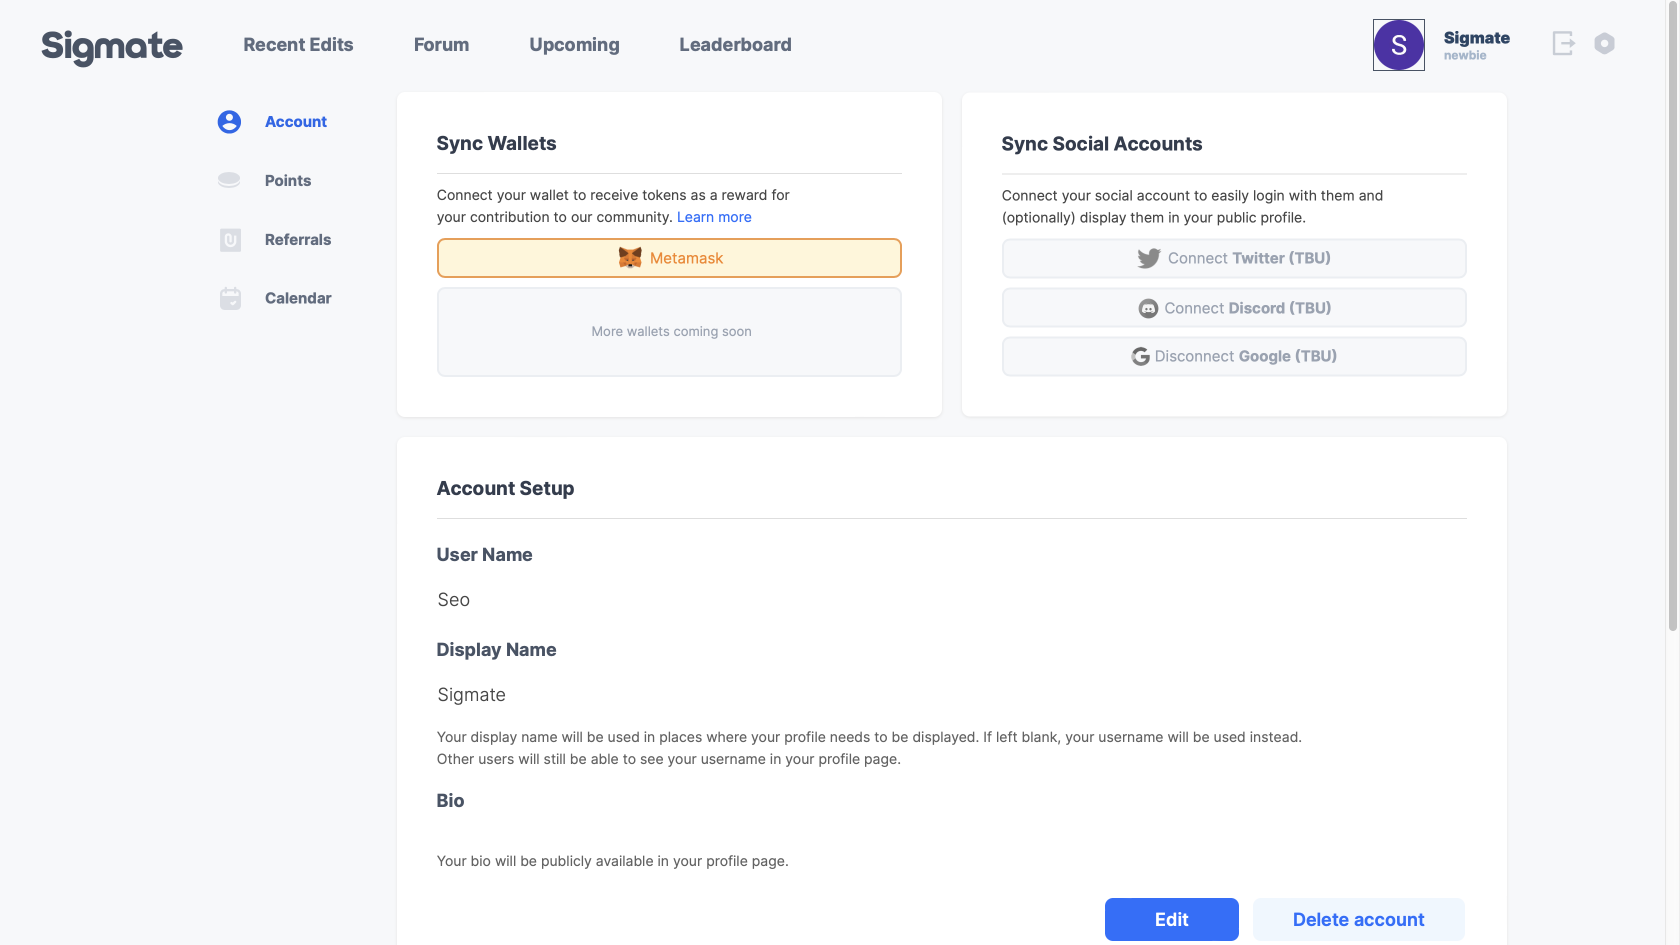 Sigmate
Recent Edits
Forum
Upcoming
Leaderboard
S
Sigmate
newbie
Account
Points
Referrals
Calendar
Sync Wallets
Connect your wallet to receive tokens as a reward for
your contribution to our community. Learn more
Metamask
More wallets coming soon
Sync Social Accounts
Connect your social account to easily login with them and
(optionally) display them in your public profile.
Connect Twitter (TBU)
Connect Discord (TBU)
Disconnect Google (TBU)
Account Setup
User Name
Seo
Display Name
Sigmate
Your display name will be used in places where your profile needs to be displayed. If left blank, your username will be used instead.
Other users will still be able to see your username in your profile page.
Bio
Your bio will be publicly available in your profile page.
Edit
Delete account